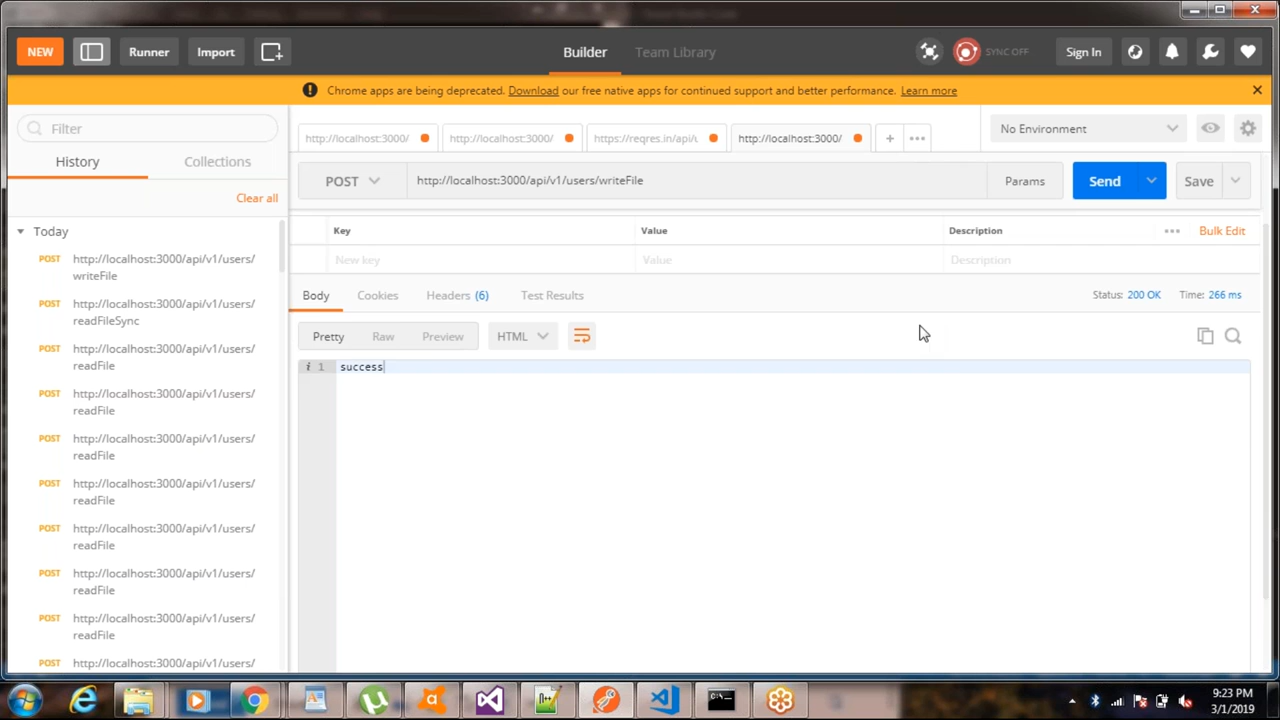 NEW
Runner
Import
Builder
Team Library
SYNC OFF
Sign In
Chrome apps are being deprecated. Download our free native apps for continued support and better performance. Learn more
Filter
History
Collections
Clear all
Today
POST http://localhost:3000/api/v1/users/
writeFile
POST http://localhost:3000/api/v1/users/
readFileSync
POST http://localhost:3000/api/v1/users/
readFile
POST http://localhost:3000/api/v1/users/
readFile
POST http://localhost:3000/api/v1/users/
readFile
POST http://localhost:3000/api/v1/users/
readFile
POST http://localhost:3000/api/v1/users/
readFile
POST http://localhost:3000/api/v1/users/
readFile
POST http://localhost:3000/api/v1/users/
readFile
POST http://localhost:3000/api/v1/users/
http://localhost:3000/
http://localhost:3000/
https://reqres.in/api/u
http://localhost:3000/
No Environment
POST
http://localhost:3000/api/v1/users/writeFile
Params
Send
Save
Key
Value
Description
Bulk Edit
New key
Value
Description
Body
Cookies
Headers (6)
Test Results
Status: 200 OK
Time: 266 ms
Pretty
Raw
Preview
HTML
i 1 success
9:23 PM
3/1/2019